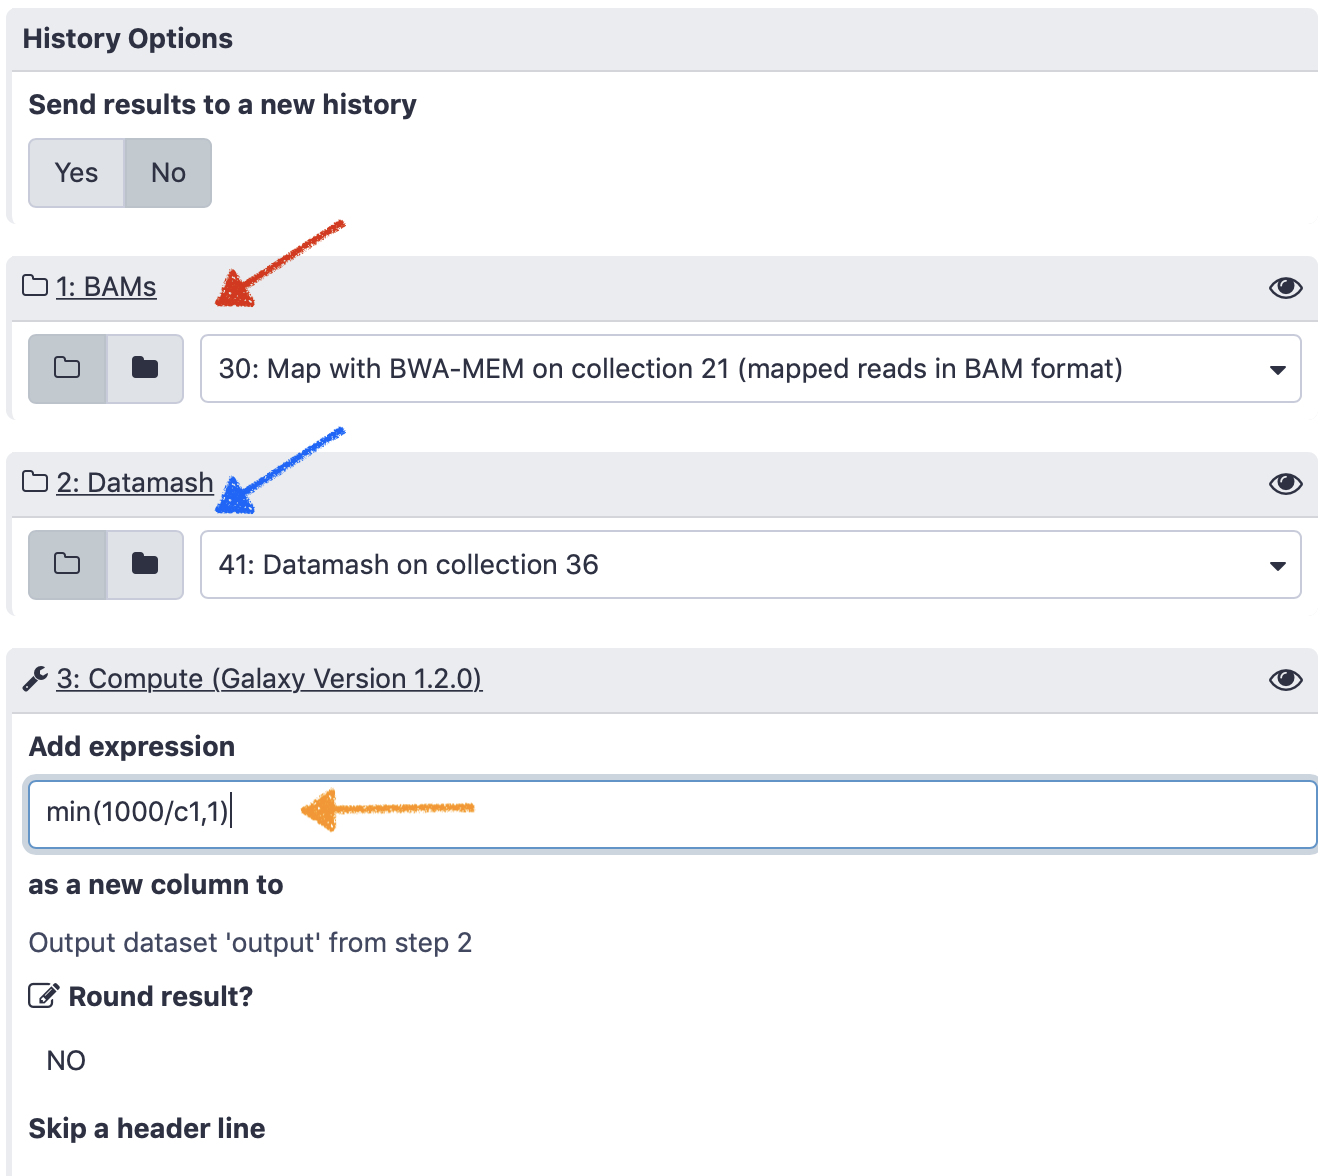 History Options
Send results to a new history
Yes No
1: BAMs
30: Map with BWA-MEM on collection 21 (mapped reads in BAM format)
2: Datamash
41: Datamash on collection 36
3: Compute (Galaxy Version 1.2.0)
Add expression
min(1000/c1,1)
as a new column to
Output dataset 'output' from step 2
Round result?
NO
Skip a header line